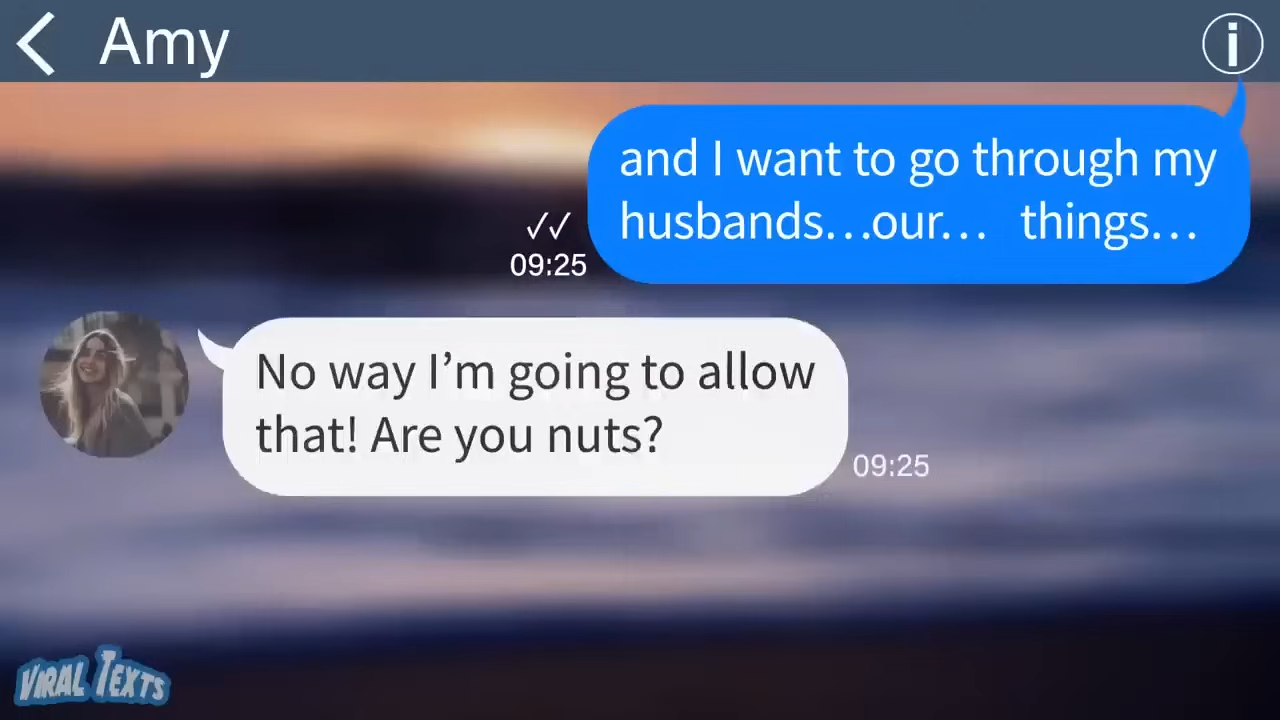 Amy
and I want to go through my
husbands…our… things…
✓✓
09:25
No way I’m going to allow
that! Are you nuts?
09:25
VIRAL TEXTS